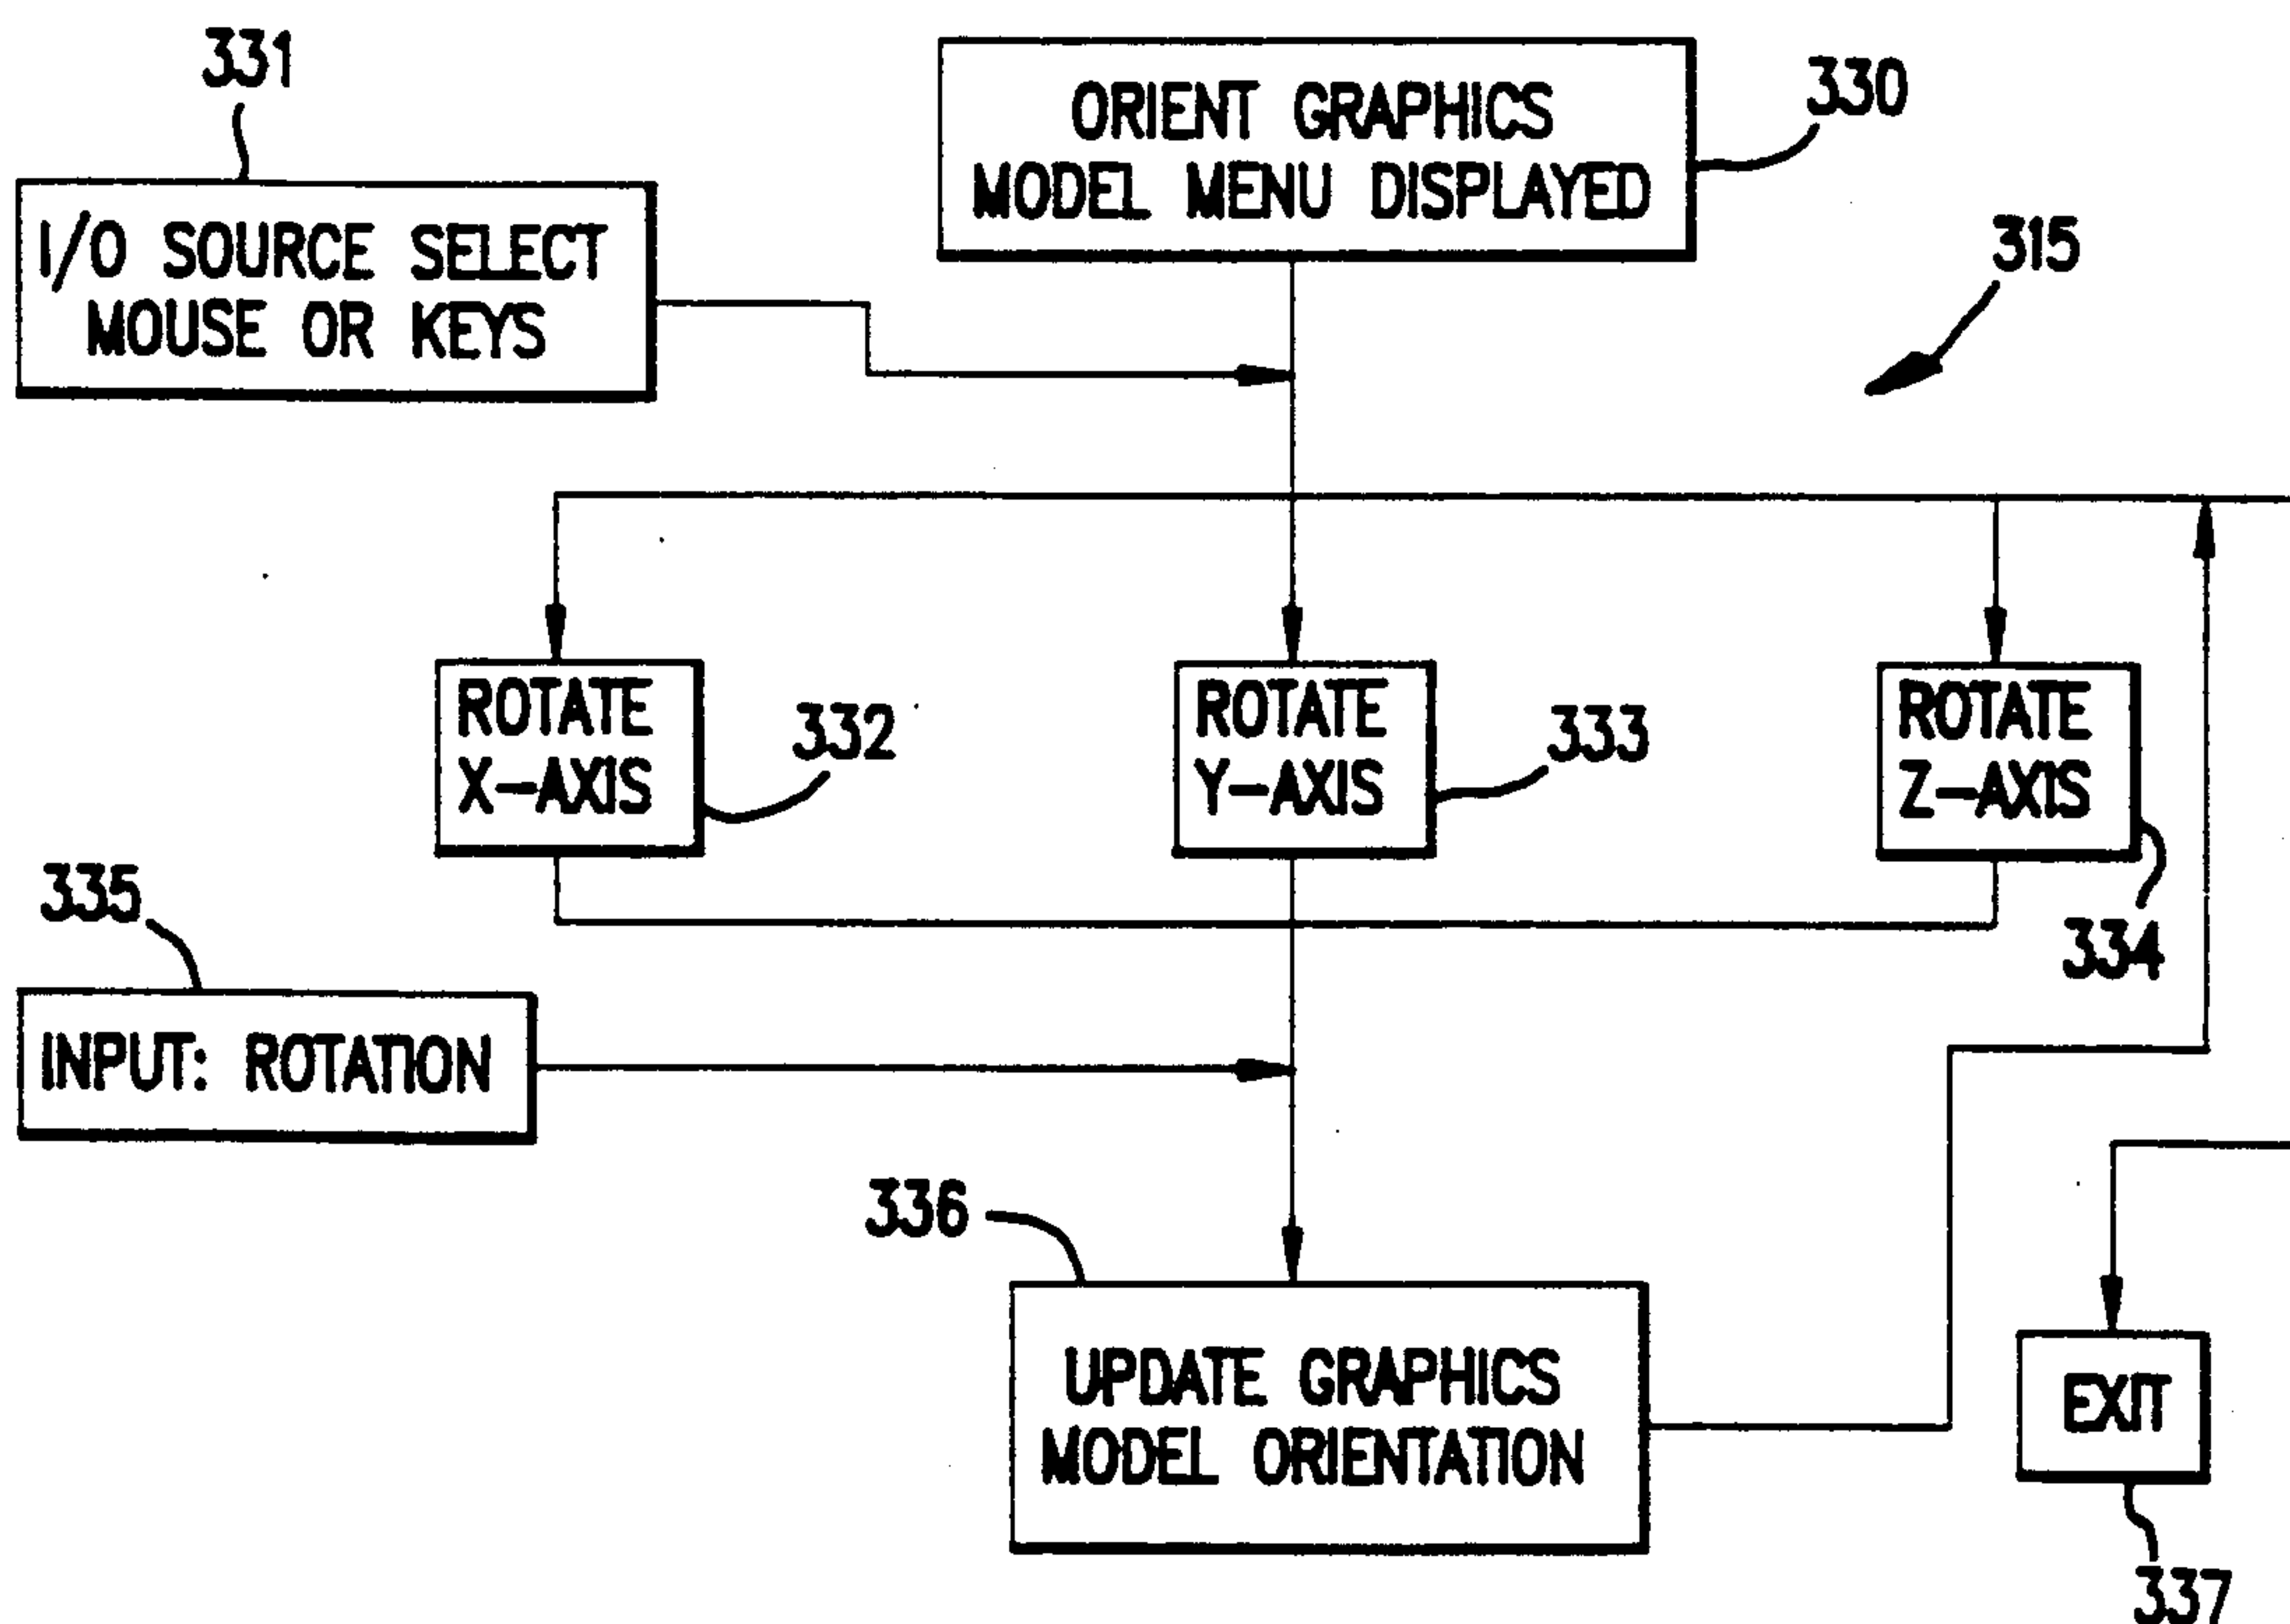 331
ORIENT GRAPHICS
MODEL MENU DISPLAYED
330
I/O SOURCE SELECT
MOUSE OR KEYS
315
ROTATE
X-AXIS
332
ROTATE
Y-AXIS
333
ROTATE
Z-AXIS
334
335
INPUT: ROTATION
336
UPDATE GRAPHICS
MODEL ORIENTATION
EXIT
337